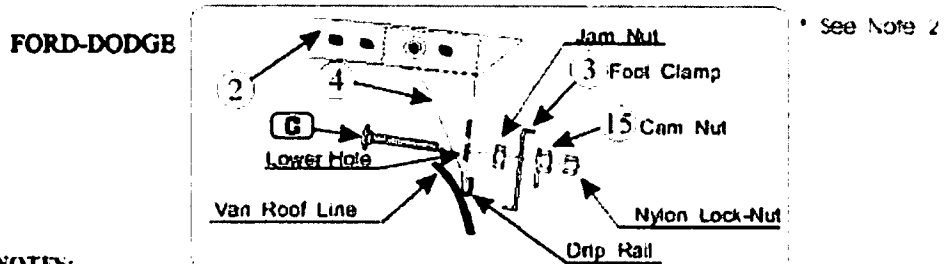 FORD-DODGE
Jam Nut
* See Note 2
2
4
13 Foot Clamp
C
15 Cam Nut
Lower Hole
Van Roof Line
Nylon Lock-Nut
Drip Rail
NOTES: